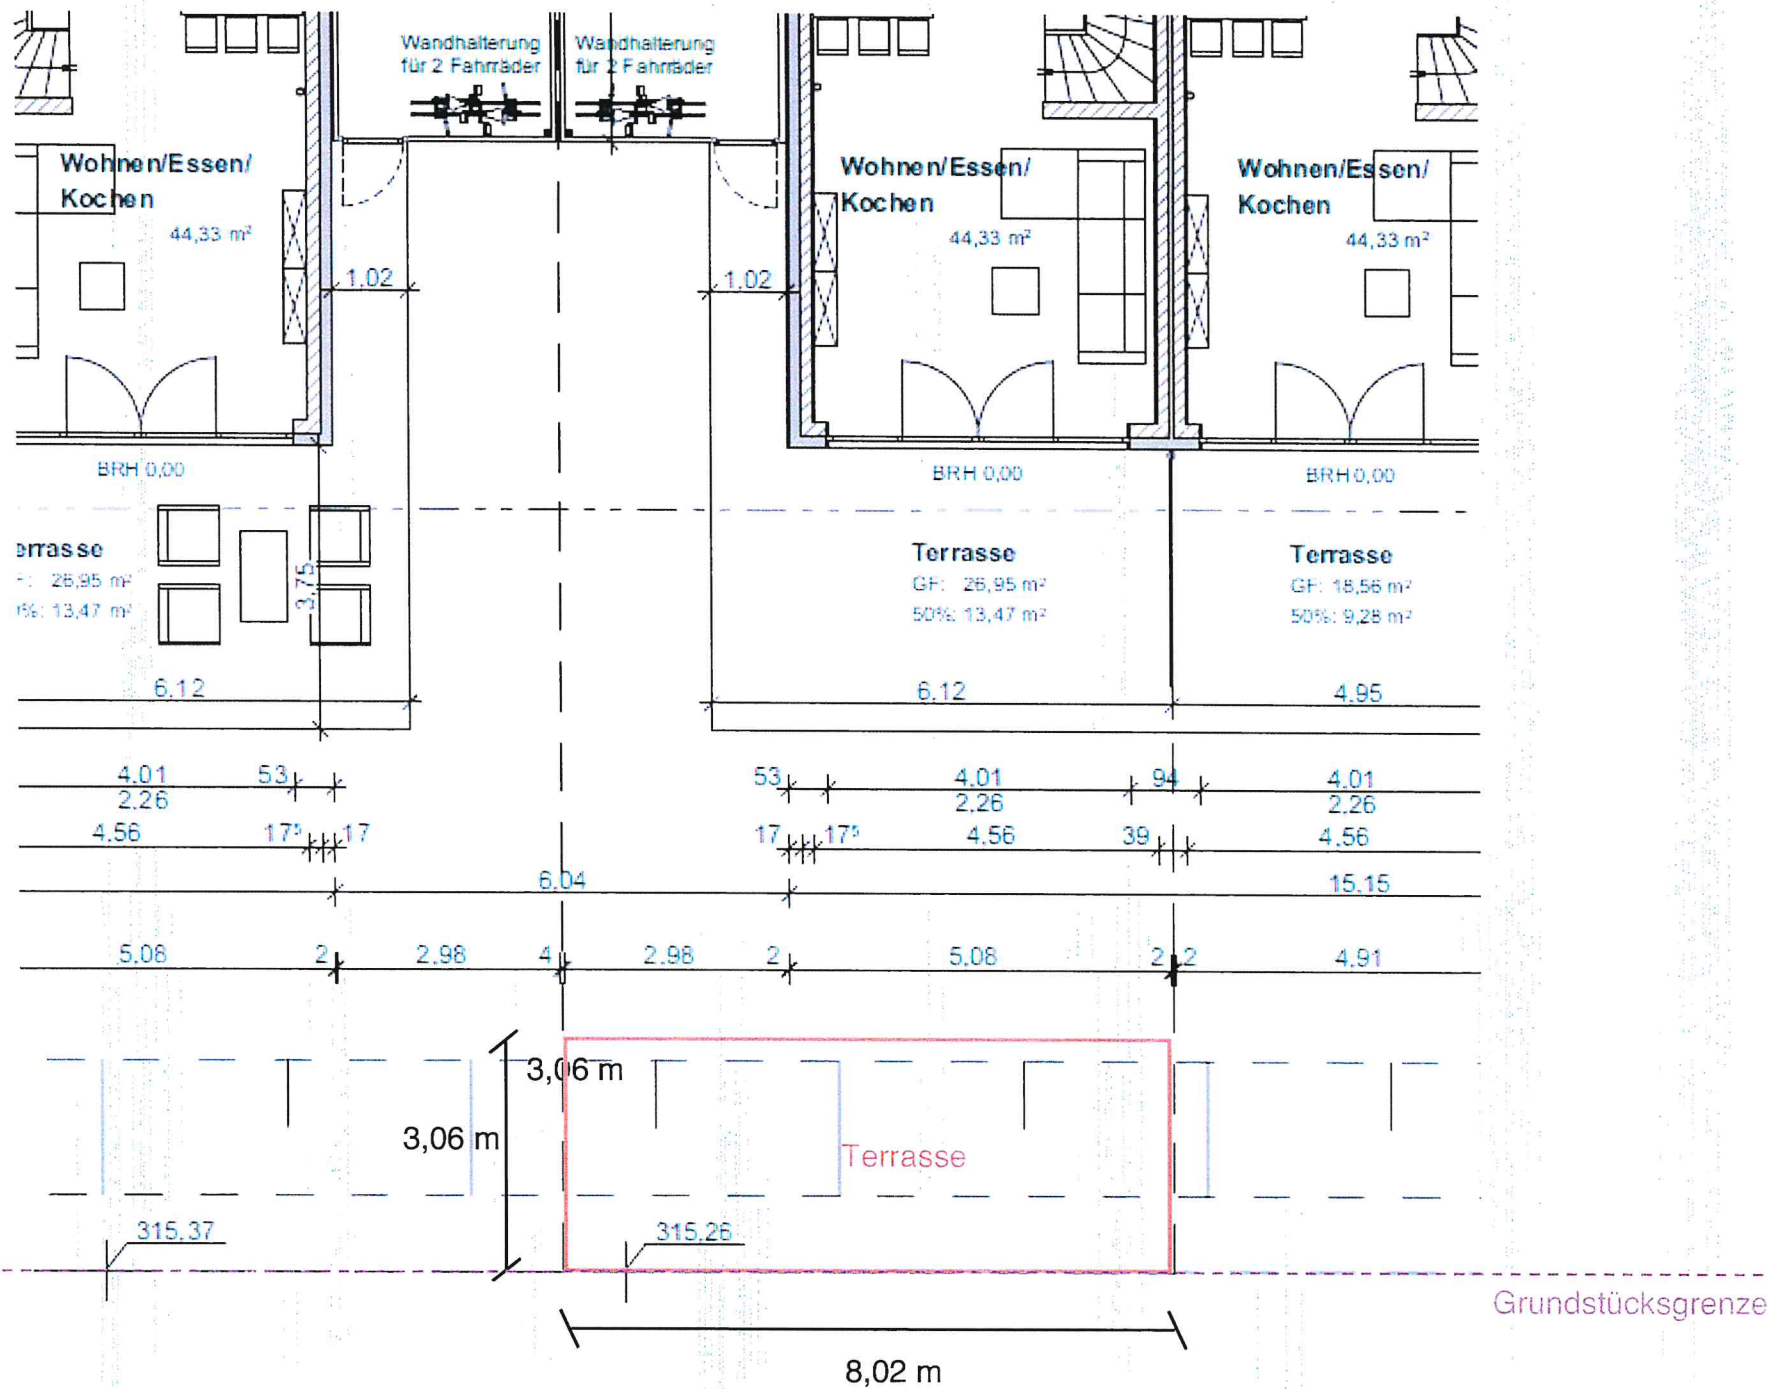 Wandhalterung
für 2 Fahrräder
Wandhalterung
für 2 Fahrräder
Wohnen/Essen/
Kochen
44,33 m²
Wohnen/Essen/
Kochen
44,33 m²
Wohnen/Essen/
Kochen
44,33 m²
1.02
1.02
BRH 0,00
BRH 0,00
BRH 0,00
errasse
F: 26,95 m²
%: 13,47 m²
3,75
Terrasse
GF: 26,95 m²
50%: 13,47 m²
Terrasse
GF: 18,56 m²
50%: 9,28 m²
6.12
6.12
4.95
4.01
2.26
53
53
4.01
2.26
94
4.01
2.26
4.56
17⁵
17
17
17⁵
4.56
39
4.56
6.04
15.15
5.08
2
2.98
4
2.98
2
5.08
2
2
4.91
3,06 m
3,06 m
Terrasse
315.37
315.26
Grundstücksgrenze
8,02 m